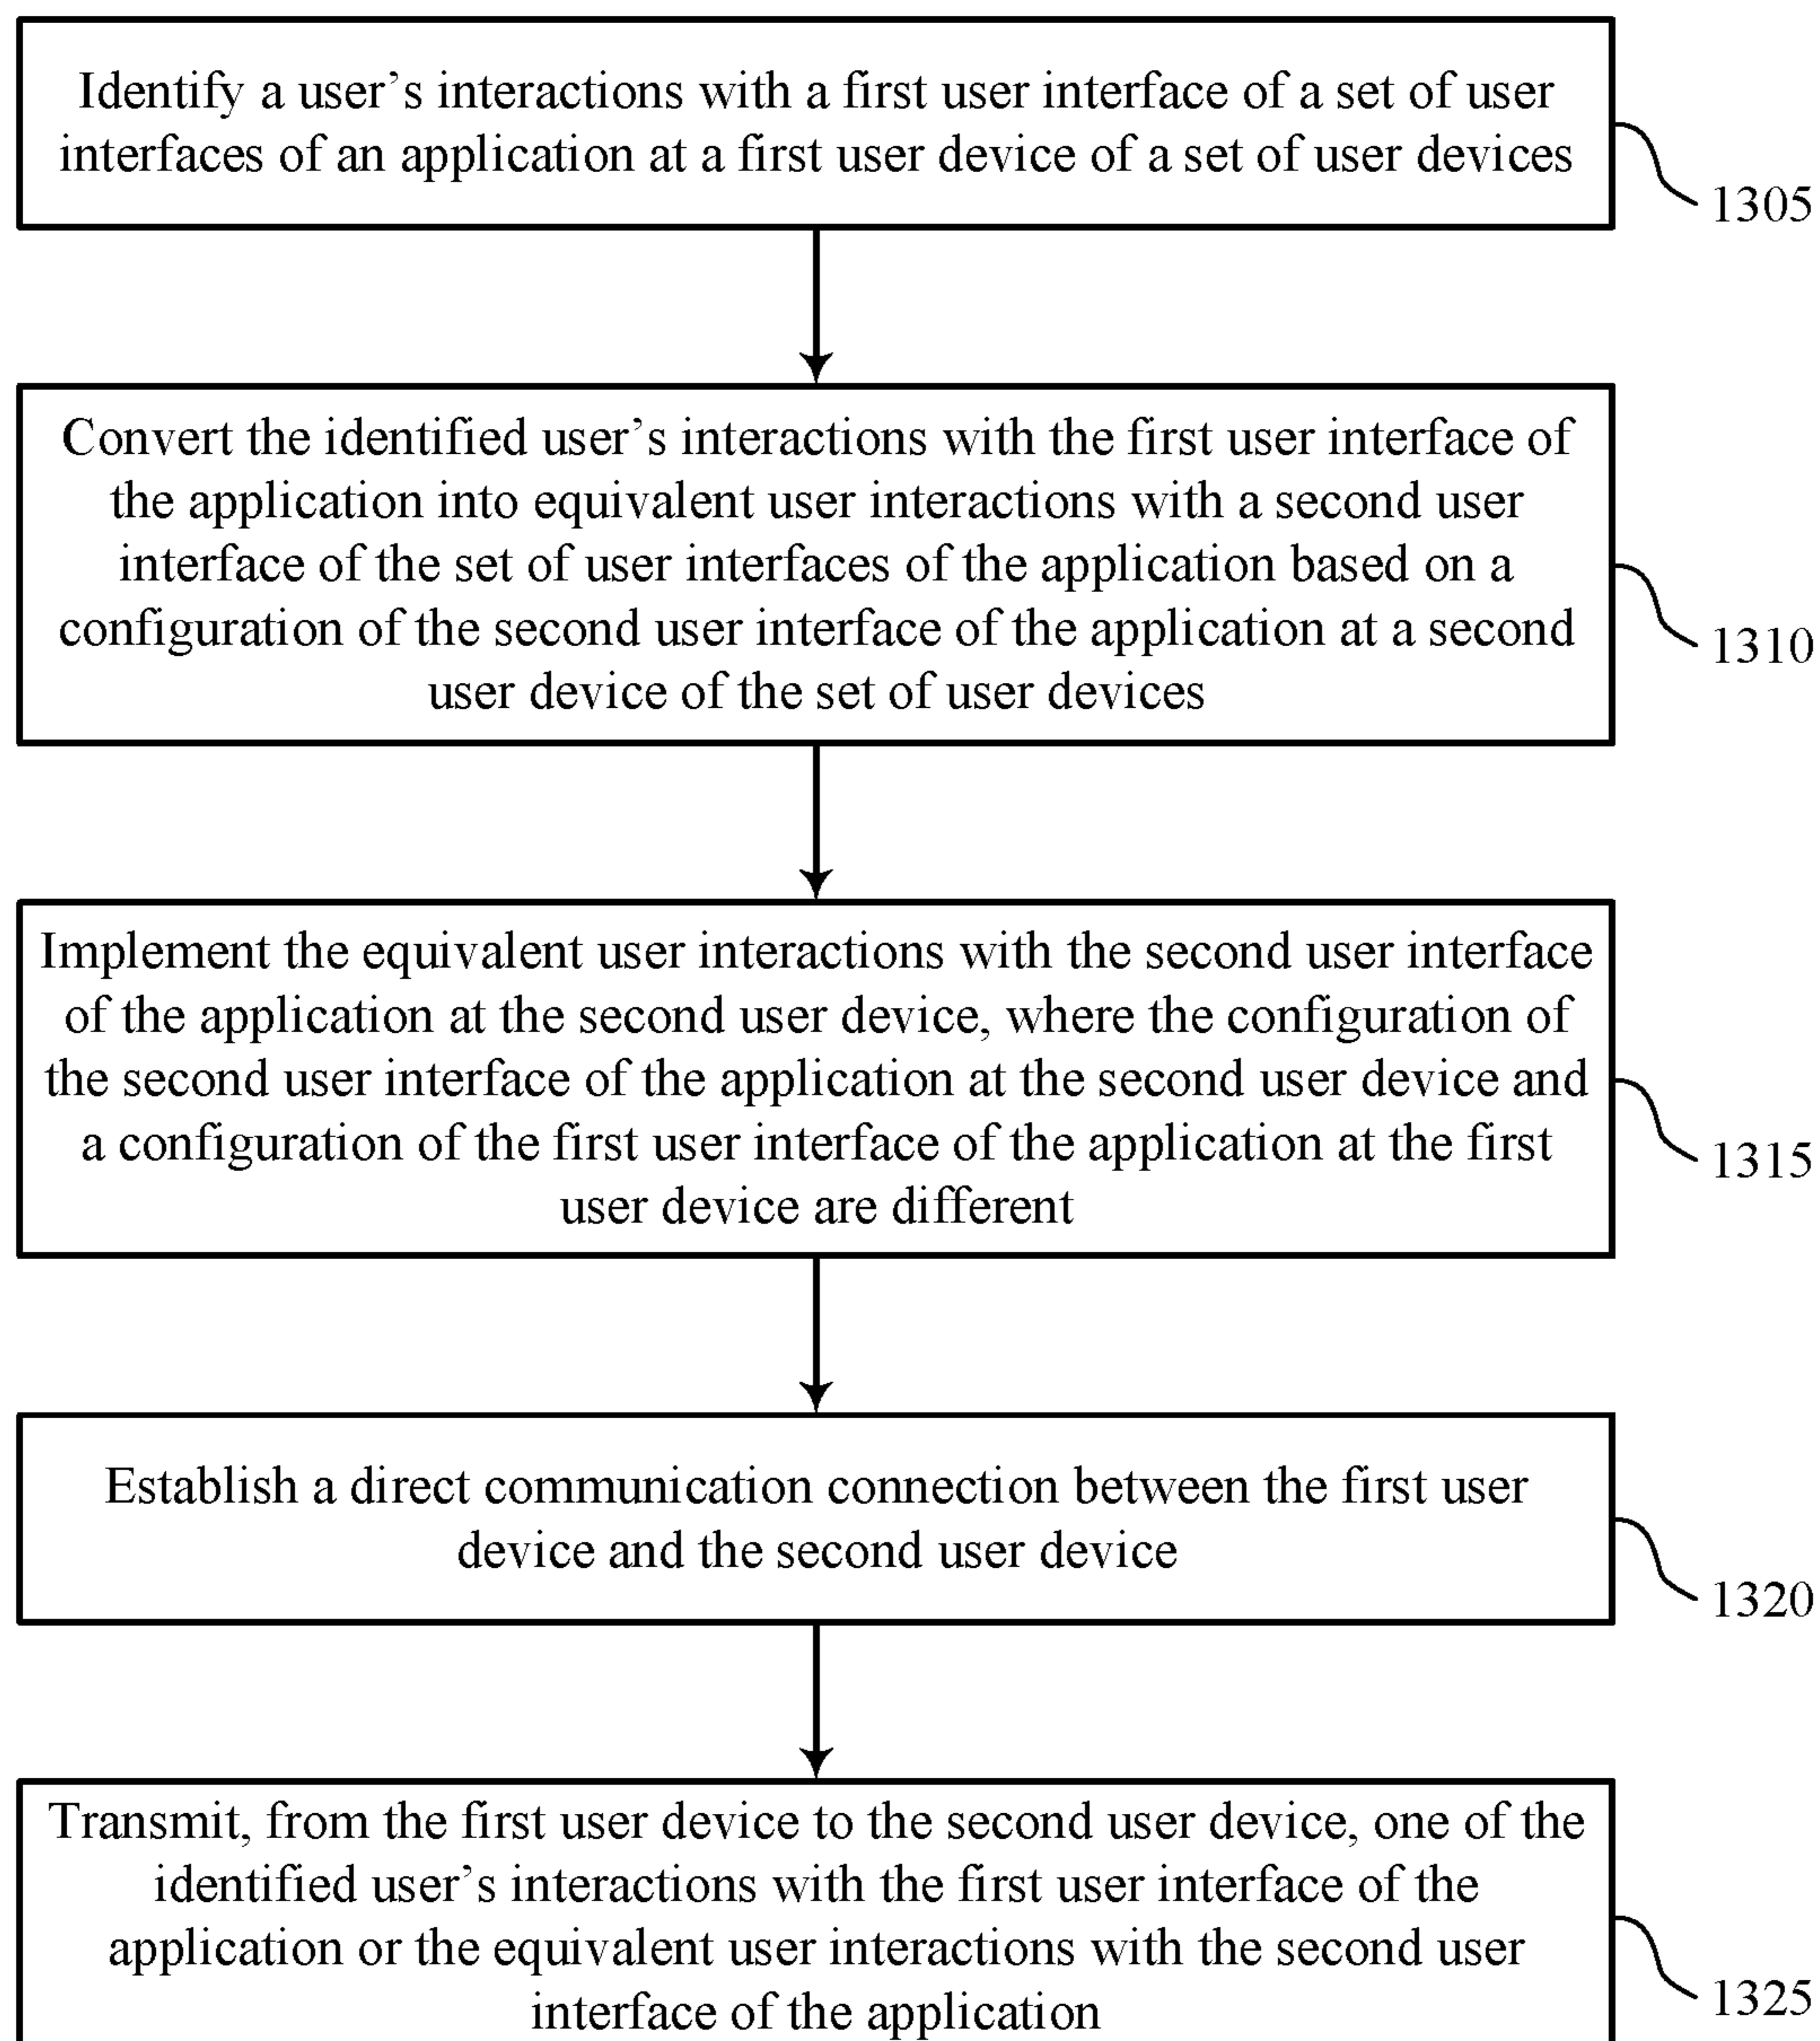 Identify a user’s interactions with a first user interface of a set of user
interfaces of an application at a first user device of a set of user devices
1305
Convert the identified user’s interactions with the first user interface of
the application into equivalent user interactions with a second user
interface of the set of user interfaces of the application based on a
configuration of the second user interface of the application at a second
user device of the set of user devices
1310
Implement the equivalent user interactions with the second user interface
of the application at the second user device, where the configuration of
the second user interface of the application at the second user device and
a configuration of the first user interface of the application at the first
user device are different
1315
Establish a direct communication connection between the first user
device and the second user device
1320
Transmit, from the first user device to the second user device, one of the
identified user’s interactions with the first user interface of the
application or the equivalent user interactions with the second user
interface of the application
1325